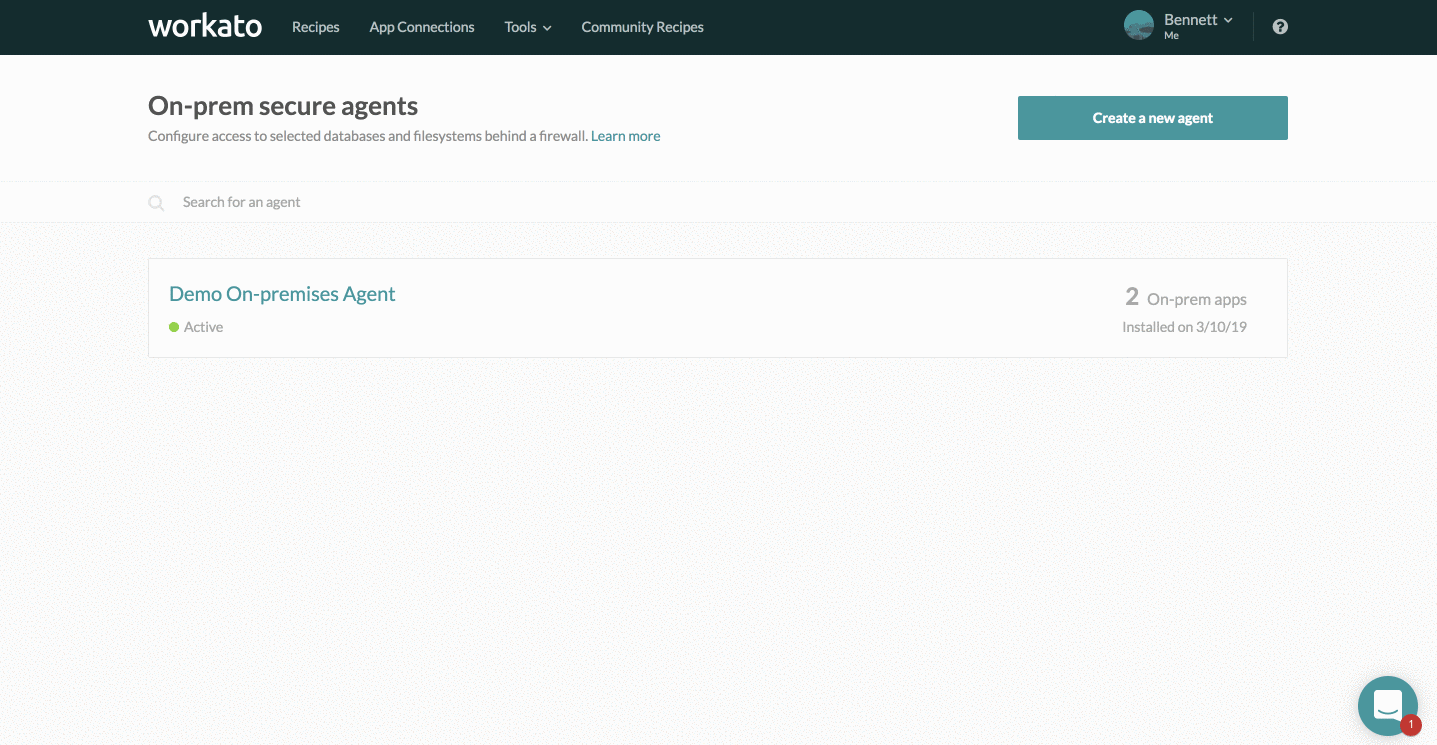 workato Recipes App Connections Tools Community Recipes Bennett
Me
On-prem secure agents
Create a new agent
Configure access to selected databases and filesystems behind a firewall. Learn more
Search for an agent
Demo On-premises Agent
2 On-prem apps
Active
Installed on 3/10/19
1